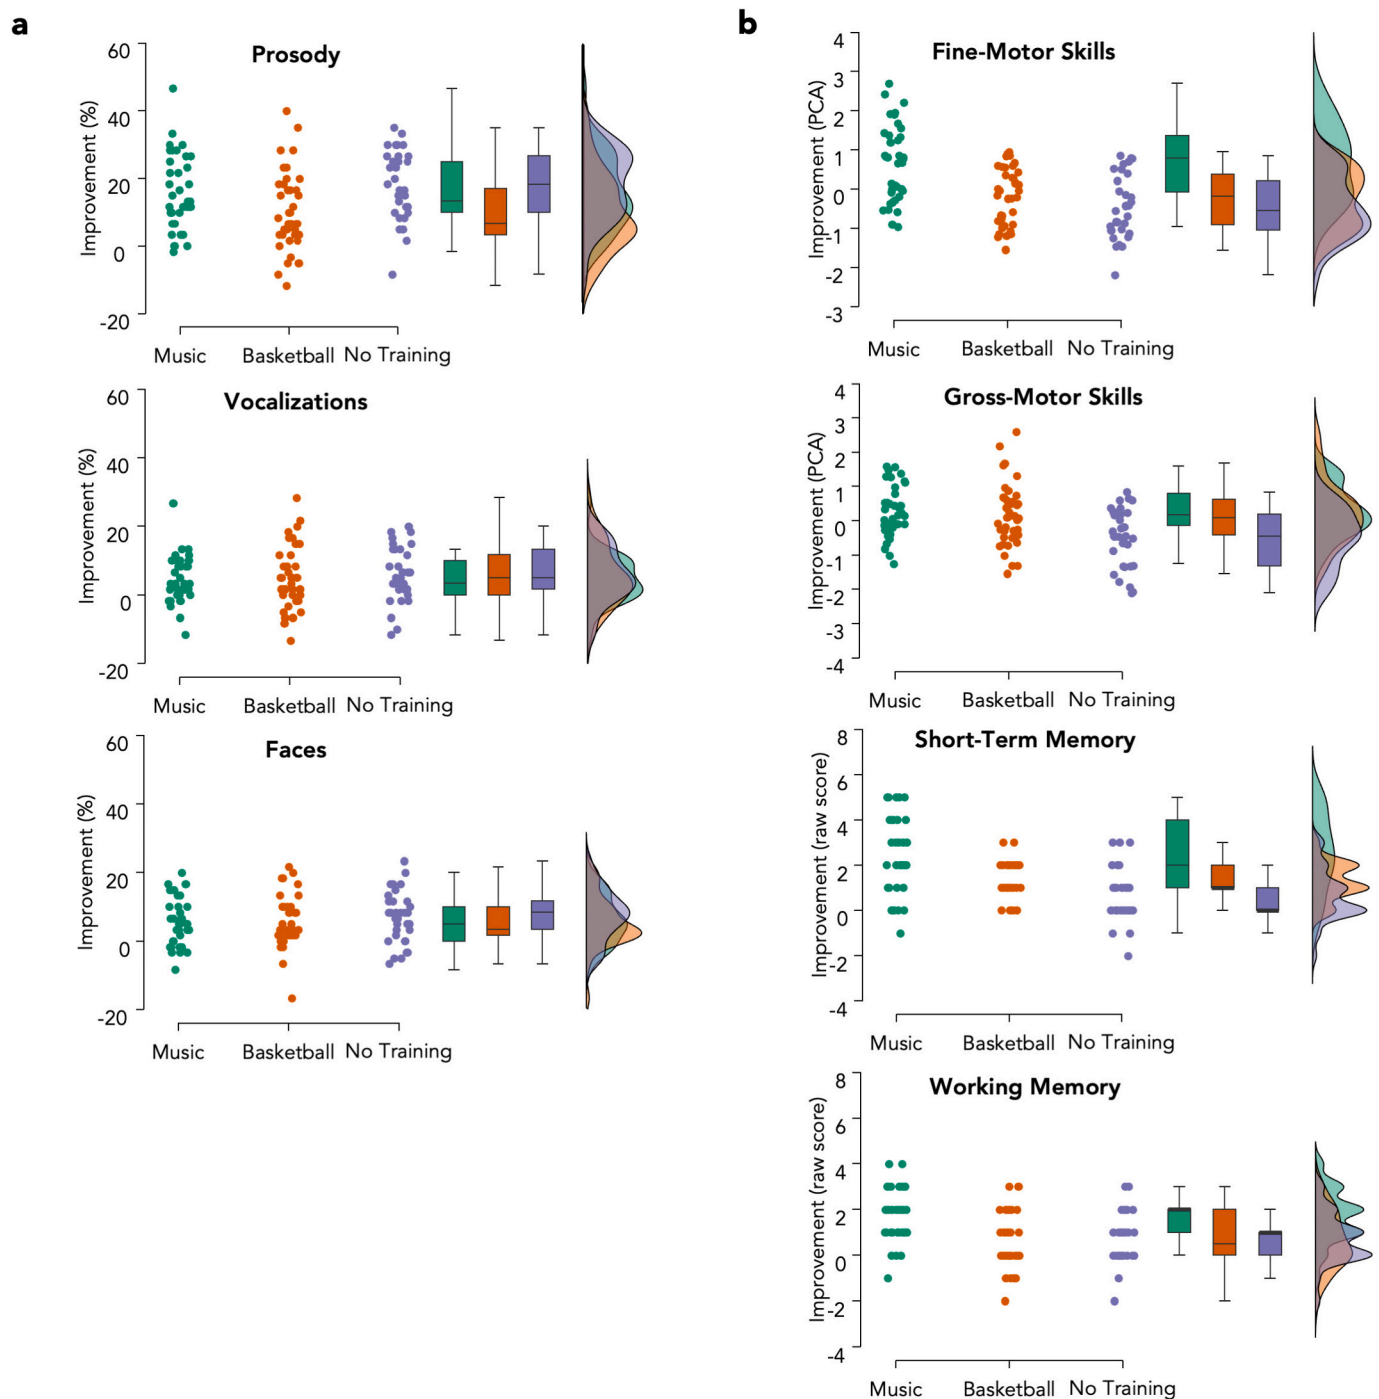 a
Prosody
Improvement (%)
60
40
20
0
-20
Music Basketball No Training
Vocalizations
Improvement (%)
60
40
20
0
-20
Music Basketball No Training
Faces
Improvement (%)
60
40
20
0
-20
Music Basketball No Training
b
Fine-Motor Skills
Improvement (PCA)
4
3
2
1
0
-1
-2
-3
Music Basketball No Training
Gross-Motor Skills
Improvement (PCA)
4
3
2
1
0
-1
-2
-3
-4
Music Basketball No Training
Short-Term Memory
Improvement (raw score)
8
6
4
2
0
-2
-4
Music Basketball No Training
Working Memory
Improvement (raw score)
8
6
4
2
0
-2
-4
Music Basketball No Training